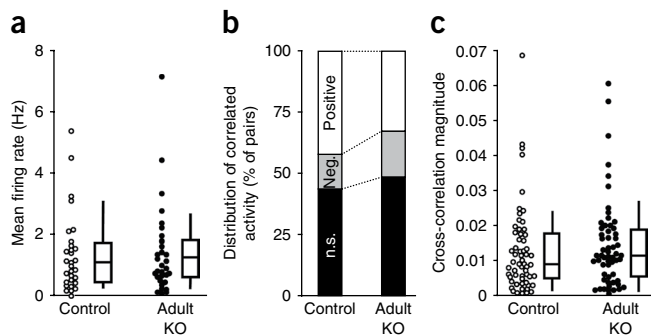 a
Mean firing rate (Hz)
8
6
4
2
0
Control
Adult
KO
b
Distribution of correlated
activity (% of pairs)
100
75
50
25
0
Positive
Neg.
n.s.
Control
Adult
KO
c
Cross-correlation magnitude
0.07
0.06
0.05
0.04
0.03
0.02
0.01
0
Control
Adult
KO